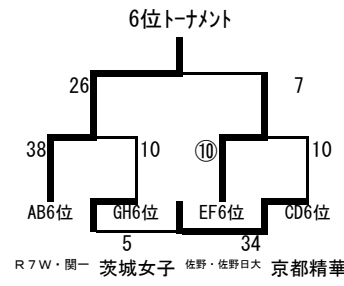 6位トーナメント
26 7
38 10 ⑩ 10
AB6位 GH6位 EF6位 CD6位
5 34
R7W・関一 茨城女子 佐野・佐野日大 京都精華